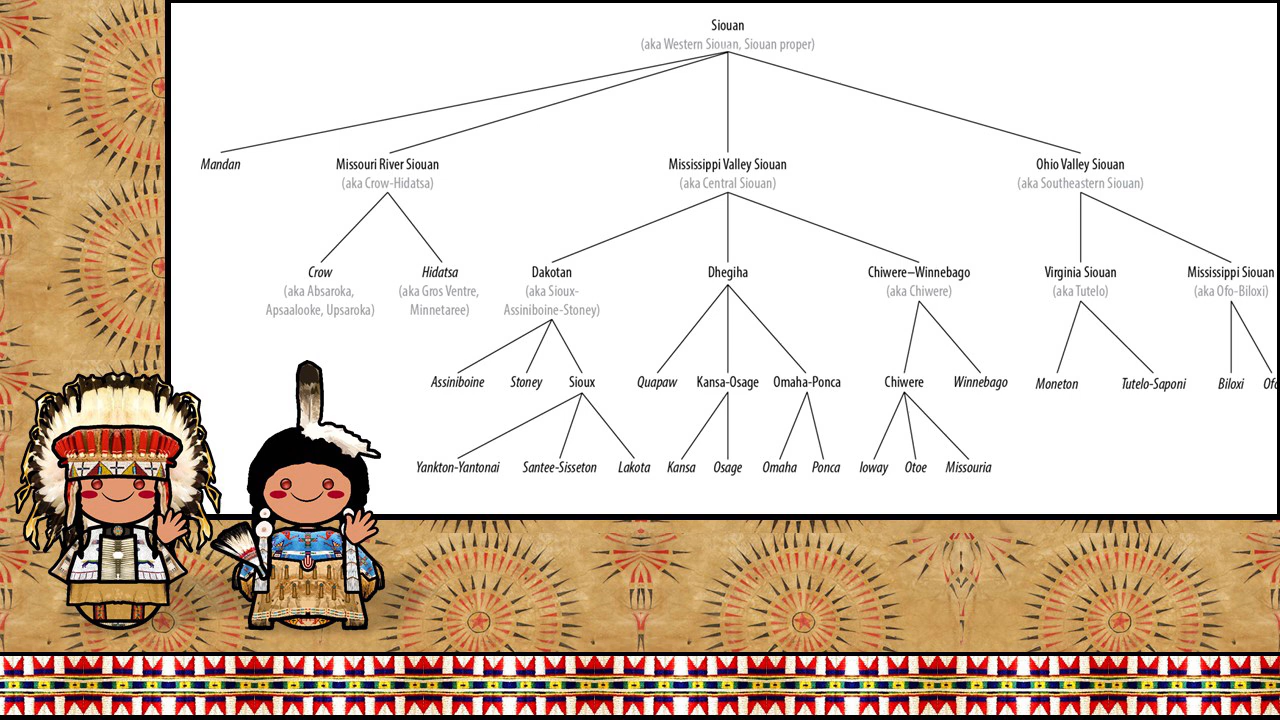 Siouan
(aka Western Siouan, Siouan proper)
Mandan
Missouri River Siouan
(aka Crow-Hidatsa)
Mississippi Valley Siouan
(aka Central Siouan)
Ohio Valley Siouan
(aka Southeastern Siouan)
Crow
(aka Absaroka,
Apsaalooke, Upsaroka)
Hidatsa
(aka Gros Ventre,
Minnetaree)
Dakotan
(aka Sioux-
Assiniboine-Stoney)
Dhegiha
Chiwere–Winnebago
(aka Chiwere)
Virginia Siouan
(aka Tutelo)
Mississippi Siouan
(aka Ofo-Biloxi)
Assiniboine
Stoney
Sioux
Quapaw
Kansa-Osage
Omaha-Ponca
Chiwere
Winnebago
Moneton
Tutelo-Saponi
Biloxi
Yankton-Yantonai
Santee-Sisseton
Lakota
Kansa
Osage
Omaha
Ponca
Ioway
Otoe
Missouria